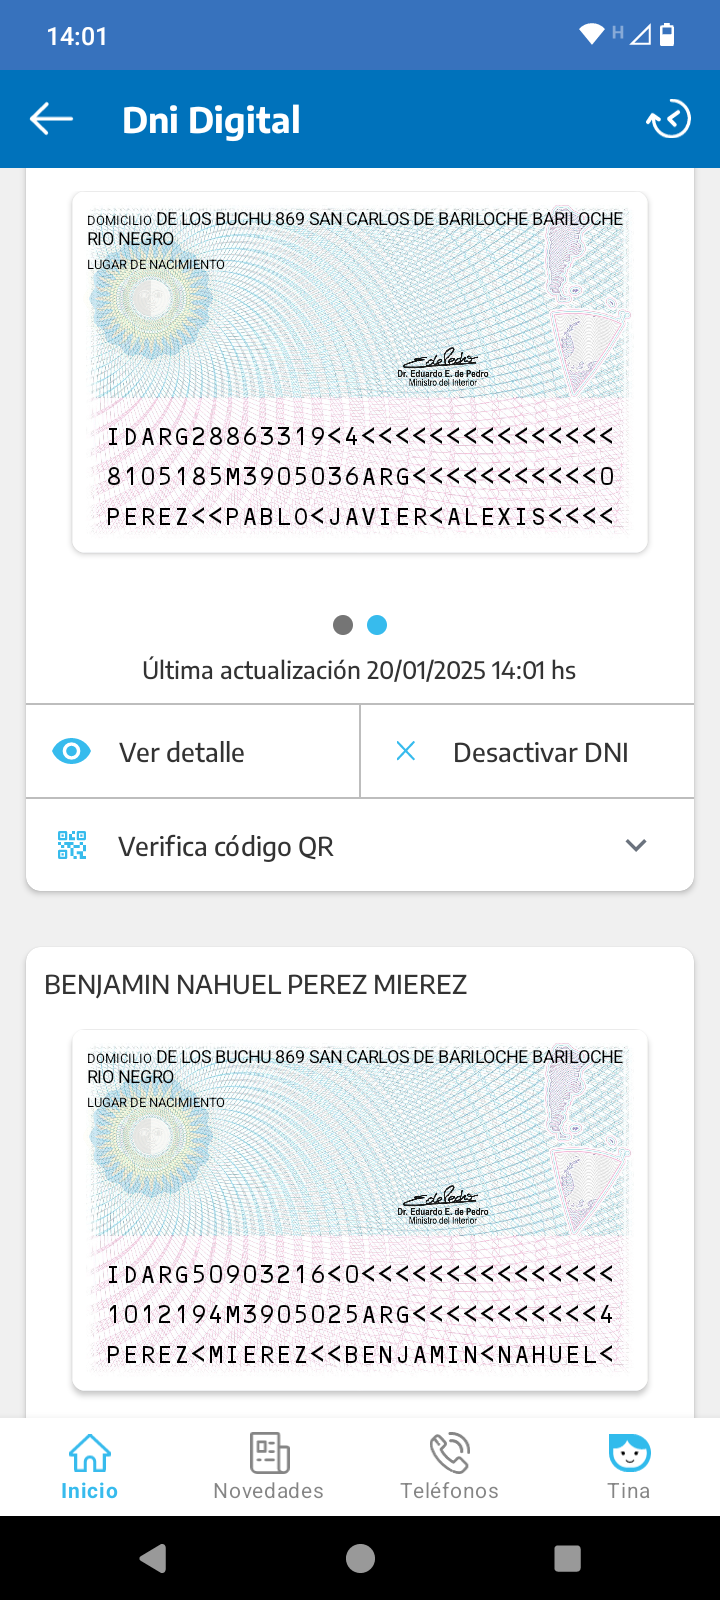 14:01
H
Dni Digital
DOMICILIO DE LOS BUCHU 869 SAN CARLOS DE BARILOCHE BARILOCHE
RIO NEGRO
LUGAR DE NACIMIENTO
Dr. Eduardo E. de Pedro
Ministro del Interior
IDARG28863319<4<<<<<<<<<<<<<<<
8105185M3905036ARG<<<<<<<<<<<0
PEREZ<<PABLO<JAVIER<ALEXIS<<<<
Última actualización 20/01/2025 14:01 hs
Ver detalle
Desactivar DNI
Verifica código QR
BENJAMIN NAHUEL PEREZ MIEREZ
DOMICILIO DE LOS BUCHU 869 SAN CARLOS DE BARILOCHE BARILOCHE
RIO NEGRO
LUGAR DE NACIMIENTO
Dr. Eduardo E. de Pedro
Ministro del Interior
IDARG50903216<0<<<<<<<<<<<<<<<
1012194M3905025ARG<<<<<<<<<<<4
PEREZ<MIEREZ<<BENJAMIN<NAHUEL<
Inicio
Novedades
Teléfonos
Tina